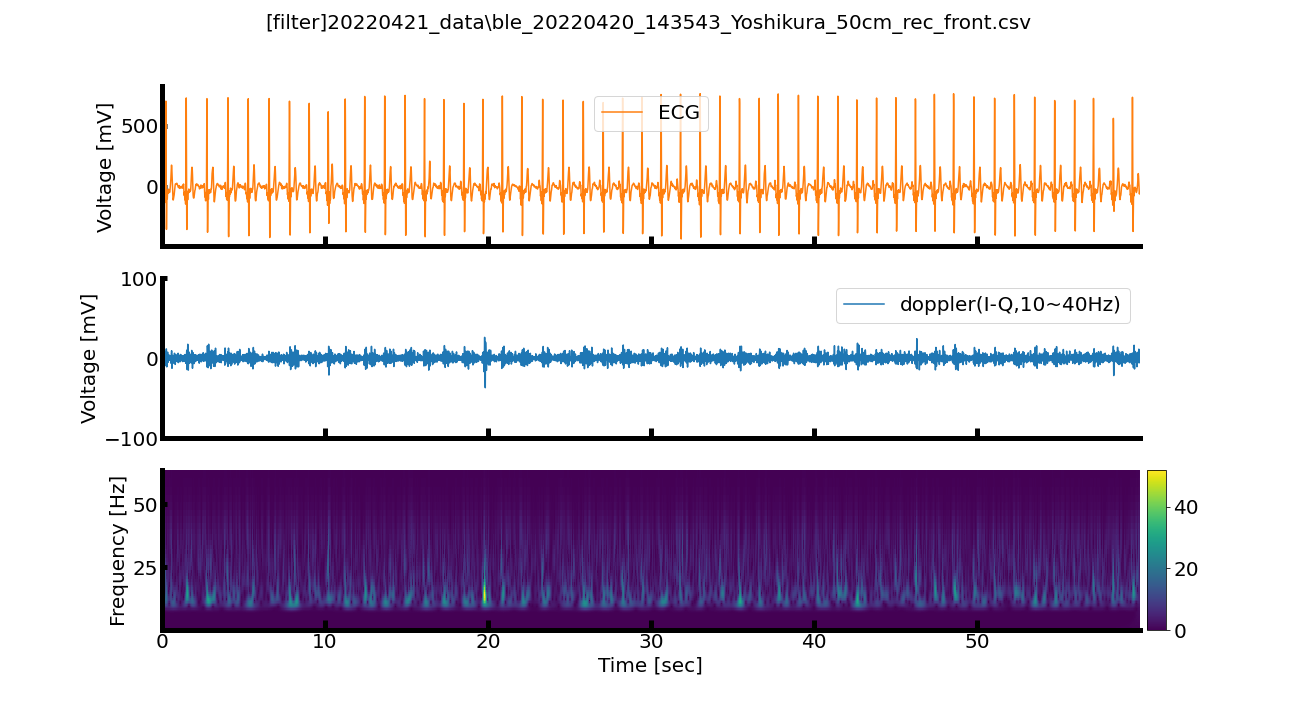 [filter]20220421_data\ble_20220420_143543_Yoshikura_50cm_rec_front.csv
Voltage [mV]
500
0
ECG
Voltage [mV]
100
0
−100
doppler(I-Q,10~40Hz)
Frequency [Hz]
50
25
40
20
0
0
10
20
30
40
50
Time [sec]